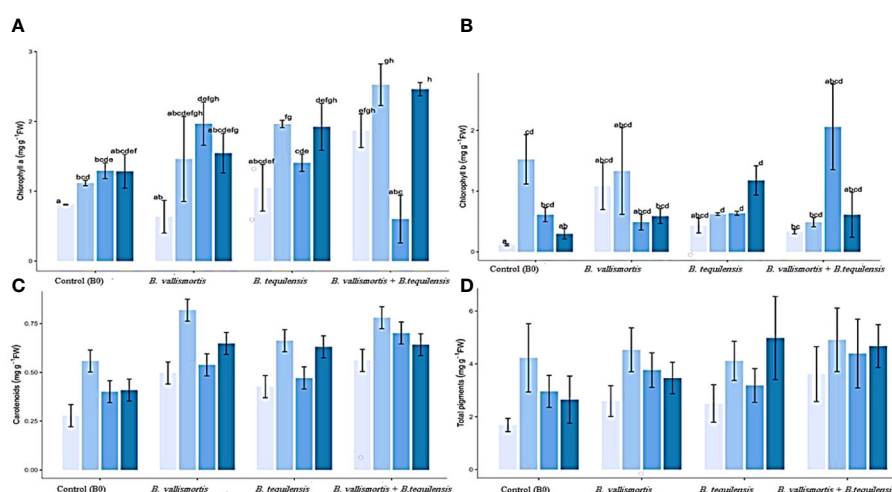 A
B
3
2
1
0
Chlorophyll a (mg g⁻¹FW)
a
bcd
bcde
abcdef
ab
abcdefgh
defgh
abcdefg
abcdef
fg
cde
defgh
efgh
gh
abc
h
Control (B0)
B. vallismortis
B. tequilensis
B. vallismortis + B.tequilensis
2
1
0
Chlorophyll b (mg g⁻¹FW)
a
cd
bcd
ab
abcd
abcd
bcd
bcd
abcd
d
d
d
bc
bcd
abcd
abcd
Control (B0)
B. vallismortis
B. tequilensis
B. vallismortis + B.tequilensis
C
D
0.75
0.50
0.25
0.00
Carotenoids (mg g⁻¹FW)
Control (B0)
B. vallismortis
B. tequilensis
B. vallismortis + B.tequilensis
6
4
2
0
Total pigments (mg g⁻¹FW)
Control (B0)
B. vallismortis
B. tequilensis
B. vallismortis + B.tequilensis